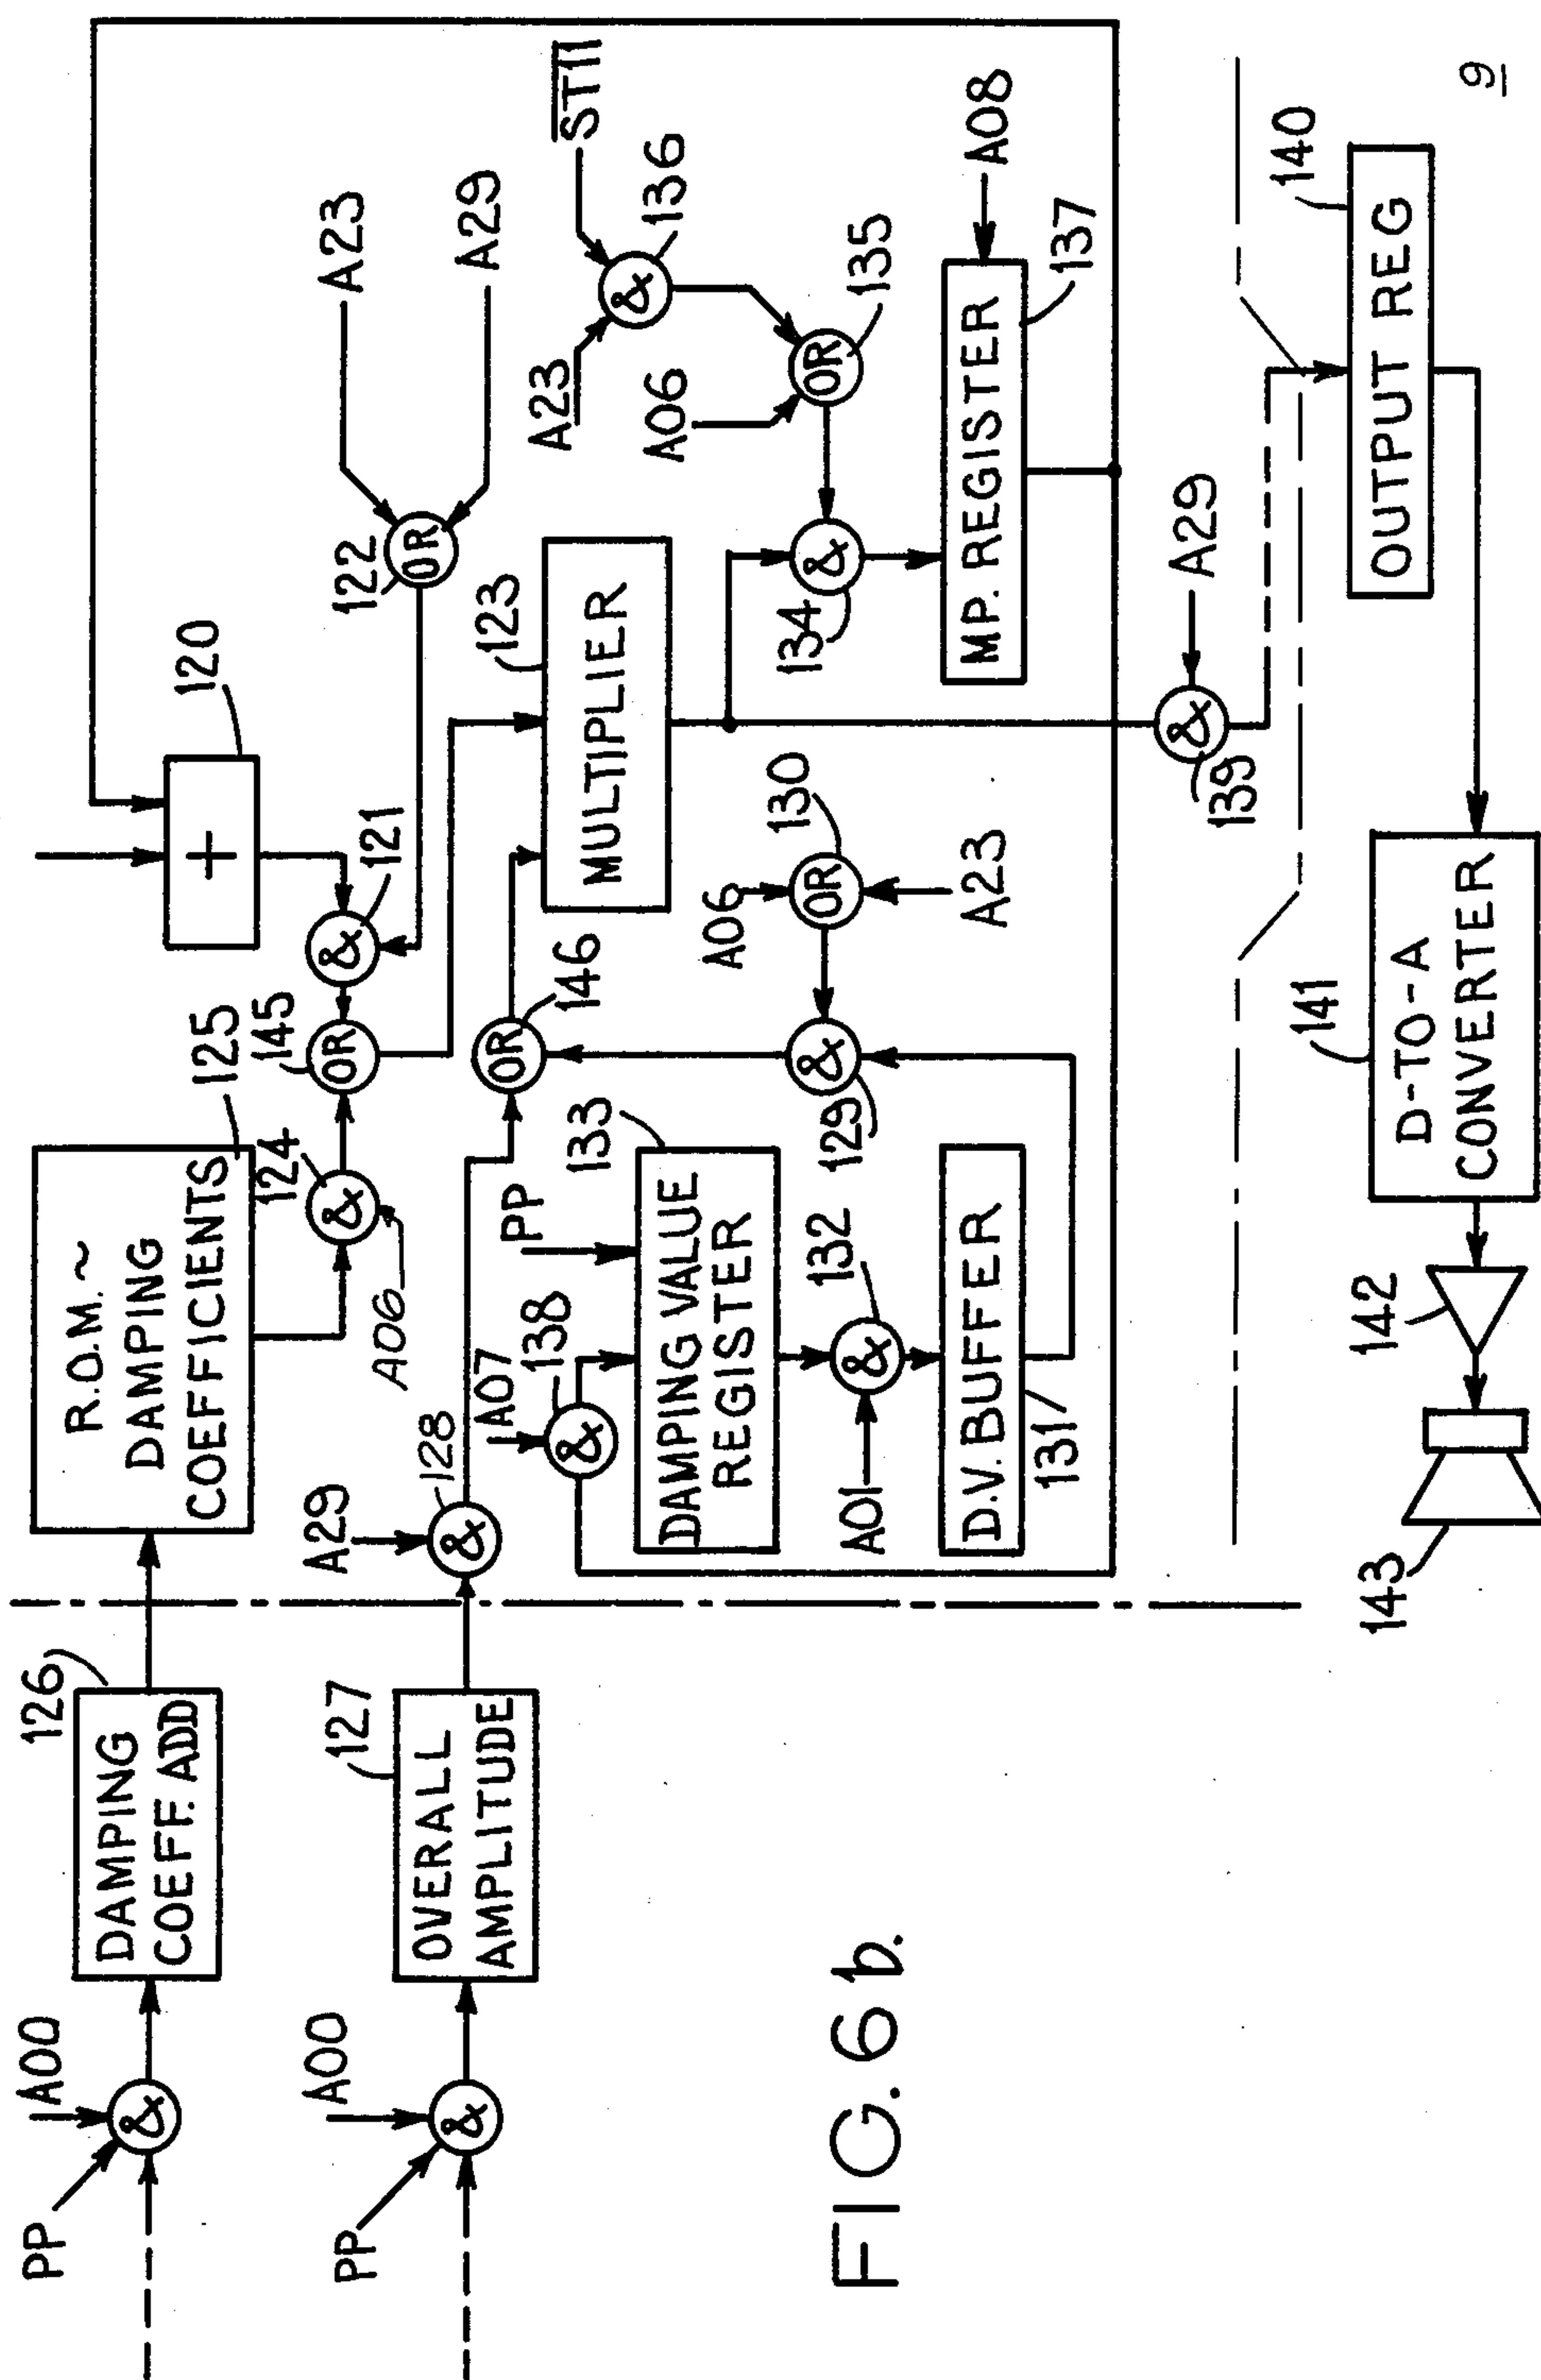 PP
A00
&
DAMPING
COEFF. ADD
126
R.O.M.~
DAMPING
COEFFICIENTS
125
124
&
A06
145
OR
&
121
+
120
A23
A29
122
OR
PP
A00
&
OVERALL
AMPLITUDE
127
A29
&
128
OR
146
MULTIPLIER
123
A07
138
&
PP
133
DAMPING VALUE
REGISTER
A01
&
132
D.V. BUFFER
131
&
129
A06
OR
130
A23
&
134
A06
OR
135
A23
&
136
ST11
MP. REGISTER
137
A08
&
139
A29
OUTPUT REG
140
D-TO-A
CONVERTER
141
142
143
9
FIG. 6b.